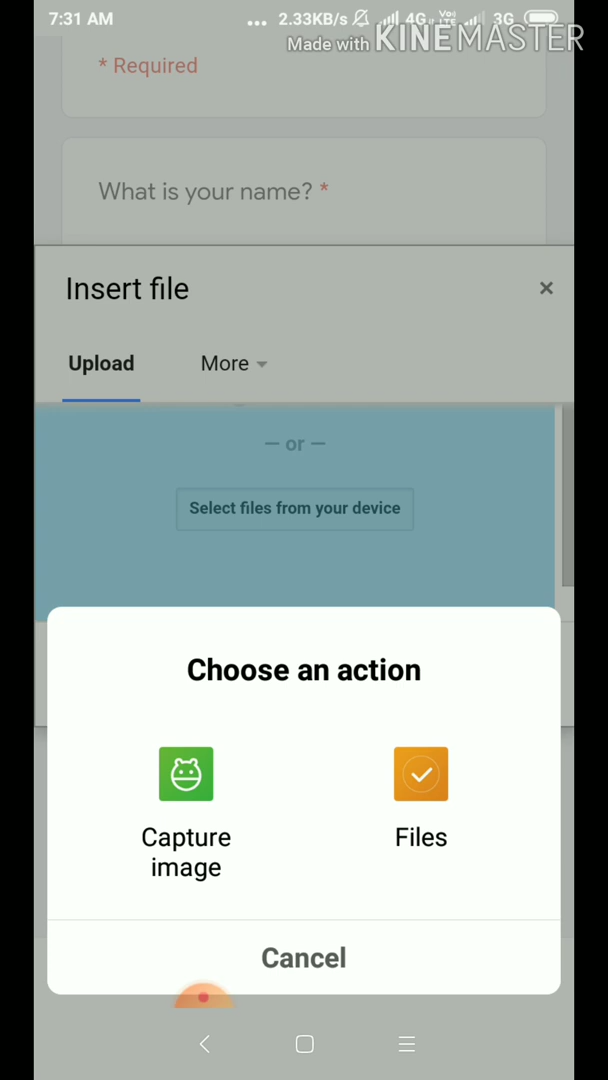 7:31 AM ... 2.33KB/s 4G VoLTE 3G
Made with KINEMASTER
* Required
What is your name? *
Insert file ×
Upload More
— or —
Select files from your device
Choose an action
Capture image
Files
Cancel